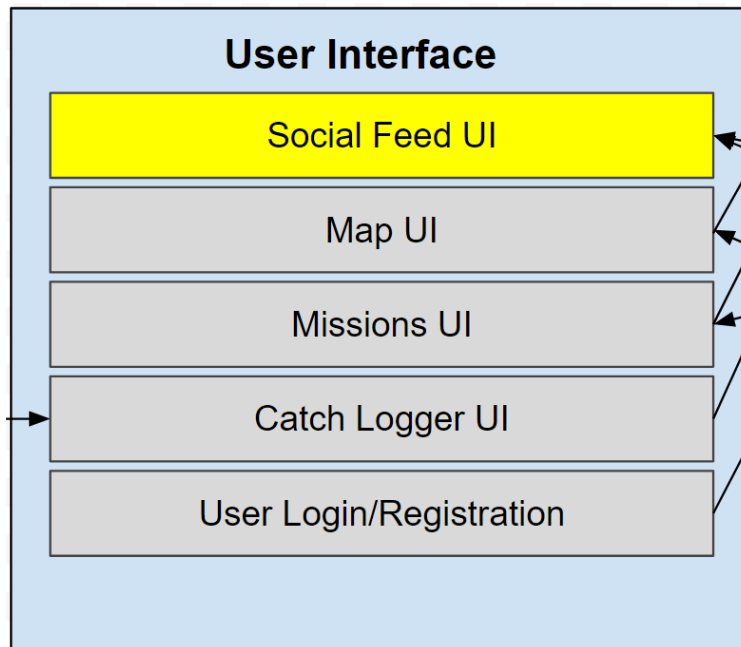 User Interface
Social Feed UI
Map UI
Missions UI
Catch Logger UI
User Login/Registration